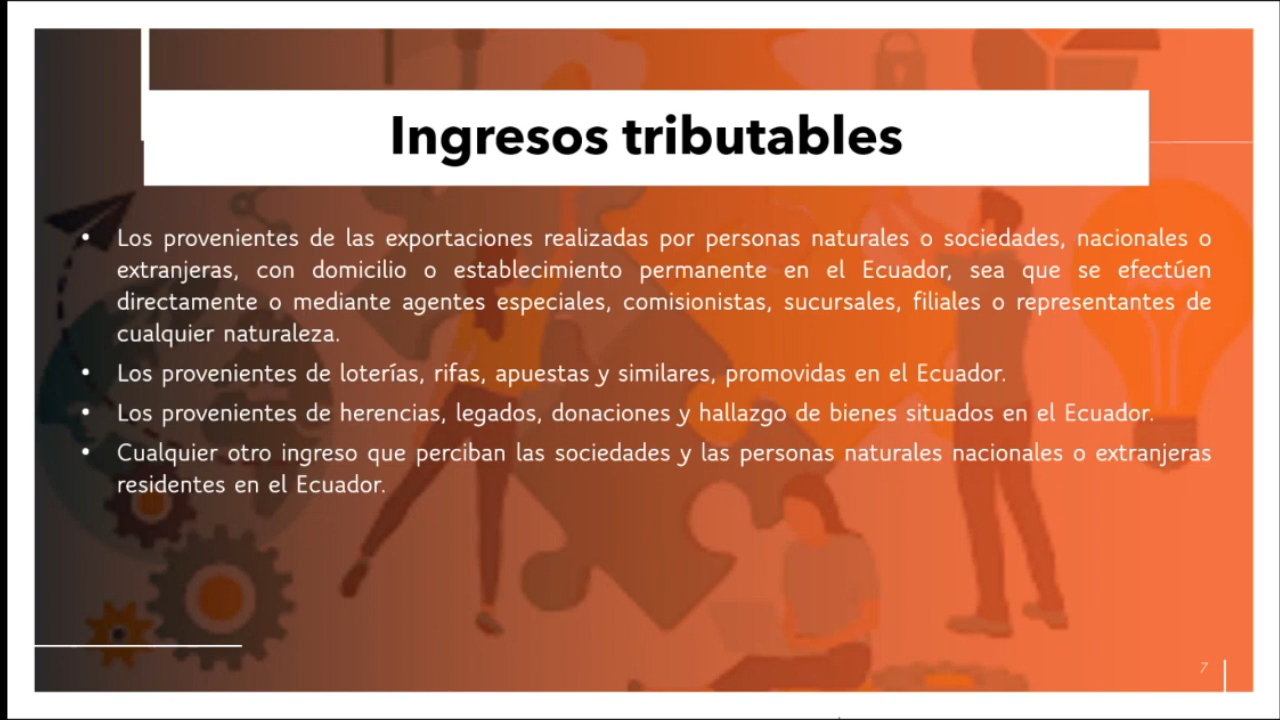 Ingresos tributables
• Los provenientes de las exportaciones realizadas por personas naturales o sociedades, nacionales o
extranjeras, con domicilio o establecimiento permanente en el Ecuador, sea que se efectúen
directamente o mediante agentes especiales, comisionistas, sucursales, filiales o representantes de
cualquier naturaleza.
• Los provenientes de loterías, rifas, apuestas y similares, promovidas en el Ecuador.
• Los provenientes de herencias, legados, donaciones y hallazgo de bienes situados en el Ecuador.
• Cualquier otro ingreso que perciban las sociedades y las personas naturales nacionales o extranjeras
residentes en el Ecuador.
7